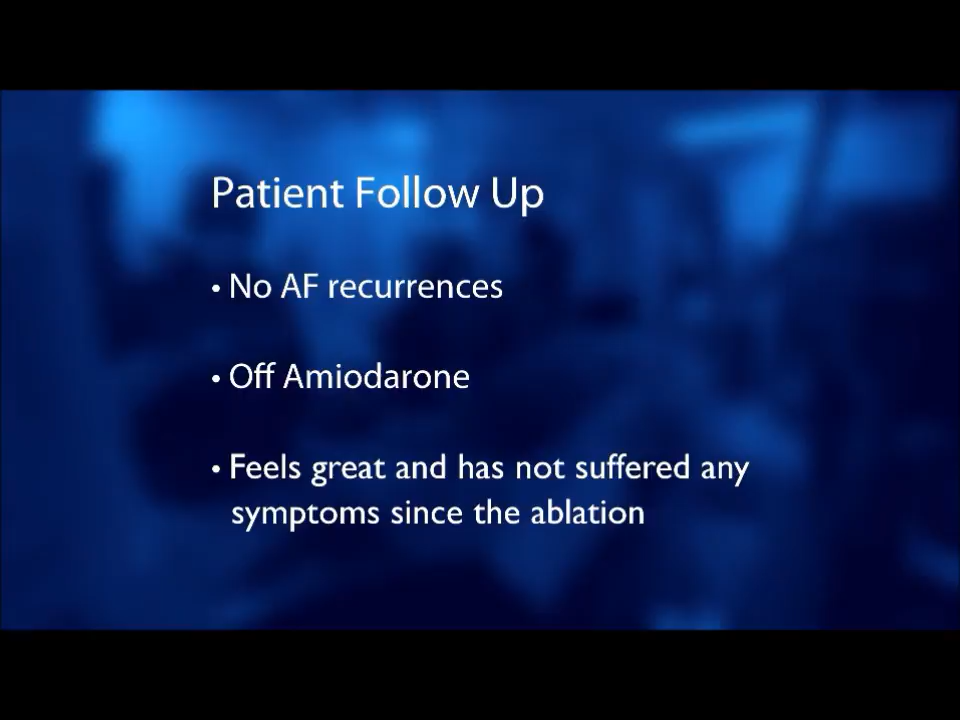 Patient Follow Up
• No AF recurrences
• Off Amiodarone
• Feels great and has not suffered any
symptoms since the ablation